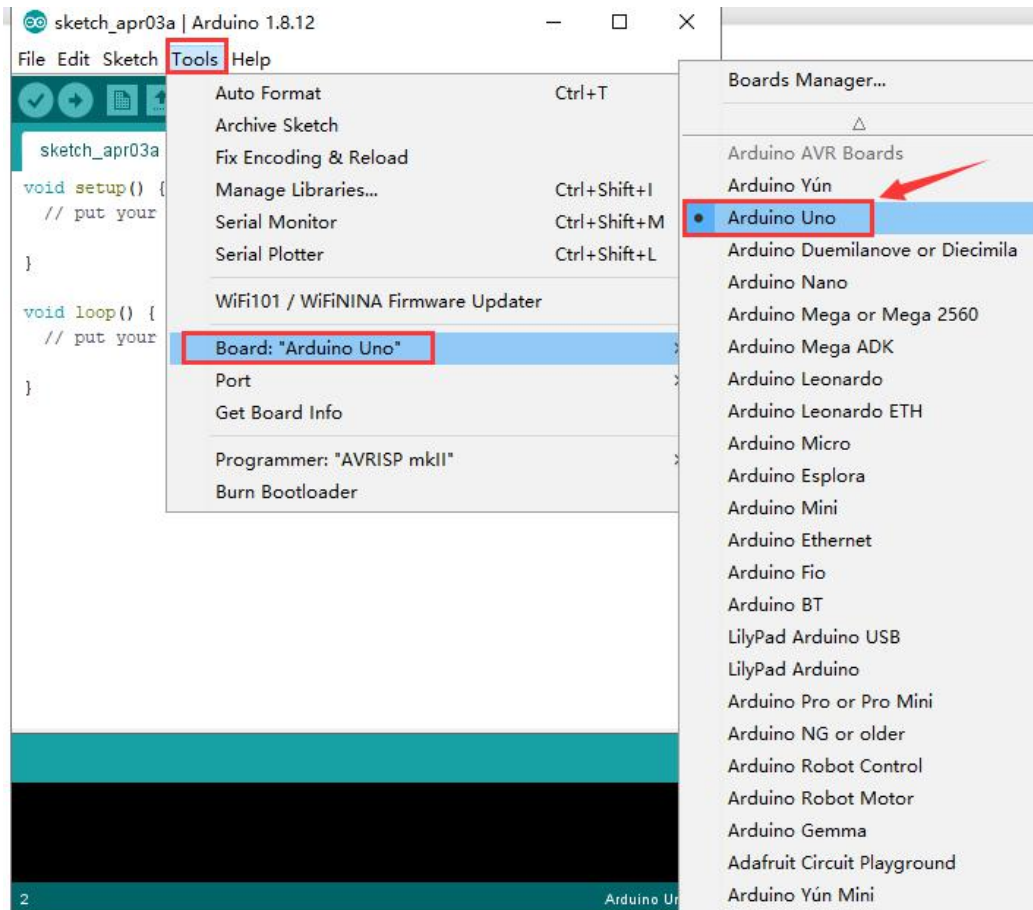 sketch_apr03a | Arduino 1.8.12
File Edit Sketch Tools Help
sketch_apr03a
void setup() {
// put your
}
void loop() {
// put your
}
Auto Format Ctrl+T
Archive Sketch
Fix Encoding & Reload
Manage Libraries... Ctrl+Shift+I
Serial Monitor Ctrl+Shift+M
Serial Plotter Ctrl+Shift+L
WiFi101 / WiFiNINA Firmware Updater
Board: "Arduino Uno"
Port
Get Board Info
Programmer: "AVRISP mkII"
Burn Bootloader
Boards Manager...
Arduino AVR Boards
Arduino Yún
Arduino Uno
Arduino Duemilanove or Diecimila
Arduino Nano
Arduino Mega or Mega 2560
Arduino Mega ADK
Arduino Leonardo
Arduino Leonardo ETH
Arduino Micro
Arduino Esplora
Arduino Mini
Arduino Ethernet
Arduino Fio
Arduino BT
LilyPad Arduino USB
LilyPad Arduino
Arduino Pro or Pro Mini
Arduino NG or older
Arduino Robot Control
Arduino Robot Motor
Arduino Gemma
Adafruit Circuit Playground
Arduino Yún Mini
2 Arduino